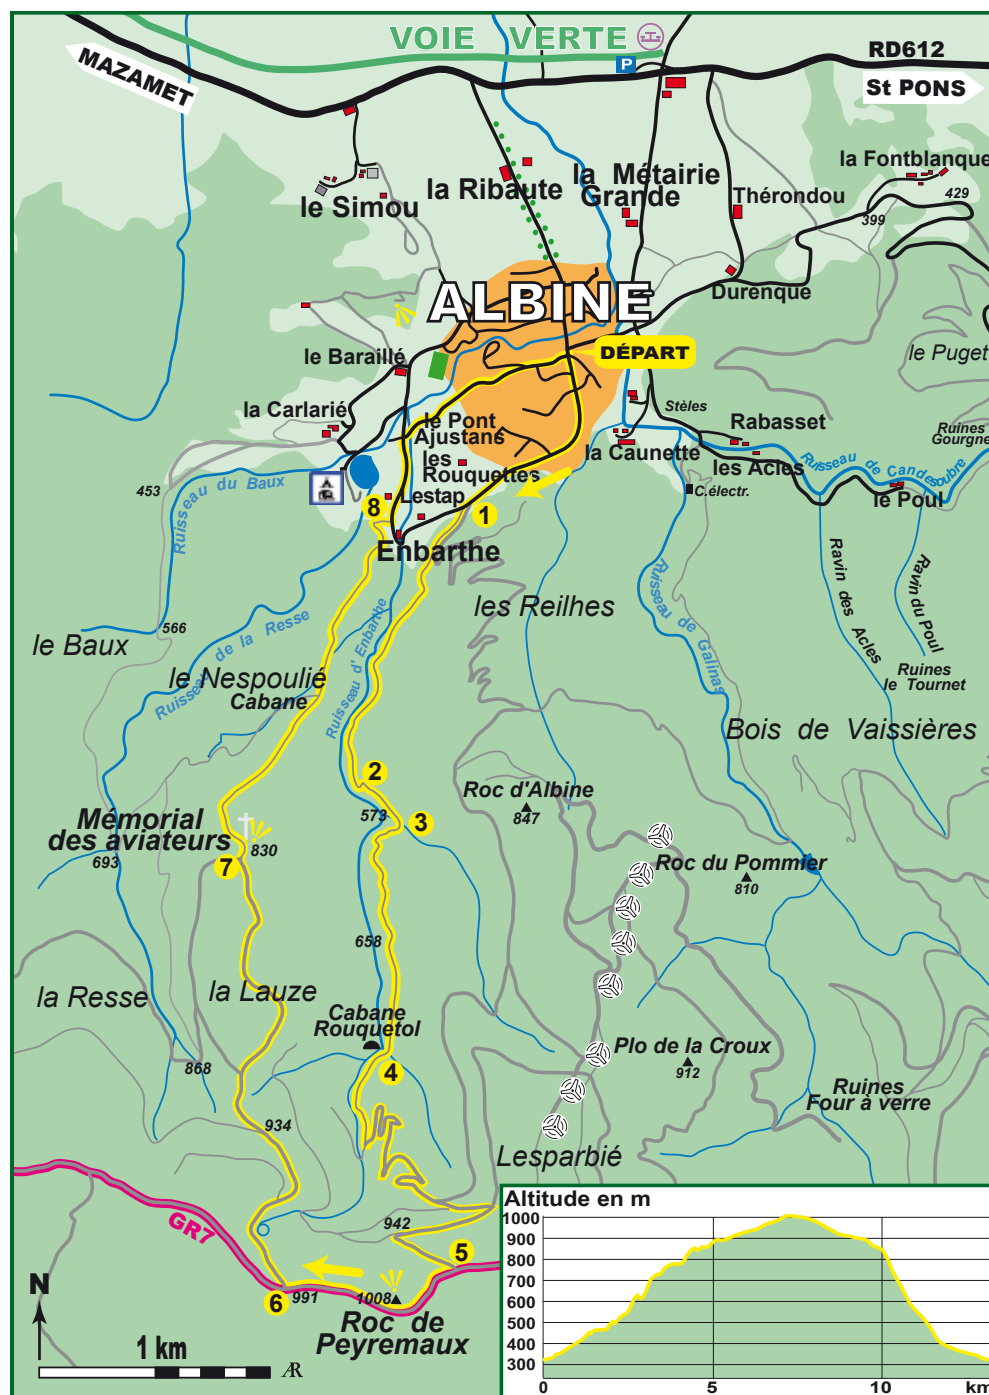 VOIE VERTE
P
RD612
MAZAMET
St PONS
la Fontblanque
429
399
la Métairie
Grande
la Ribaute
Thérondou
le Simou
Durenque
ALBINE
DÉPART
le Puget
le Baraillé
la Carlarié
le Pont
Ajustans
les
Rouquettes
Stèles
Rabasset
Ruines
Gourgne
la Caunette
les Acles
Ruisseau de Candesoubre
C.électr.
le Poul
453
Ruisseau du Baux
Lestap
8
1
Enbarthe
les Reilhes
Ravin des Acles
Ravin du Poul
Ruisseau de Galinas
566
le Baux
Ruisseau de la Resse
Ruisseau d'Enbarthe
le Nespoulié
Cabane
Ruines
le Tournet
Bois de Vaissières
2
Roc d'Albine
847
573
3
Mémorial
des aviateurs
830
693
7
Roc du Pommier
810
658
la Resse
la Lauze
Cabane
Rouquetol
868
4
Plo de la Croux
912
Ruines
Four à verre
934
Lesparbié
GR7
942
5
6
991
1008
Roc de
Peyremaux
N
1 km
AR
Altitude en m
1000
900
800
700
600
500
400
300
0
5
10
km